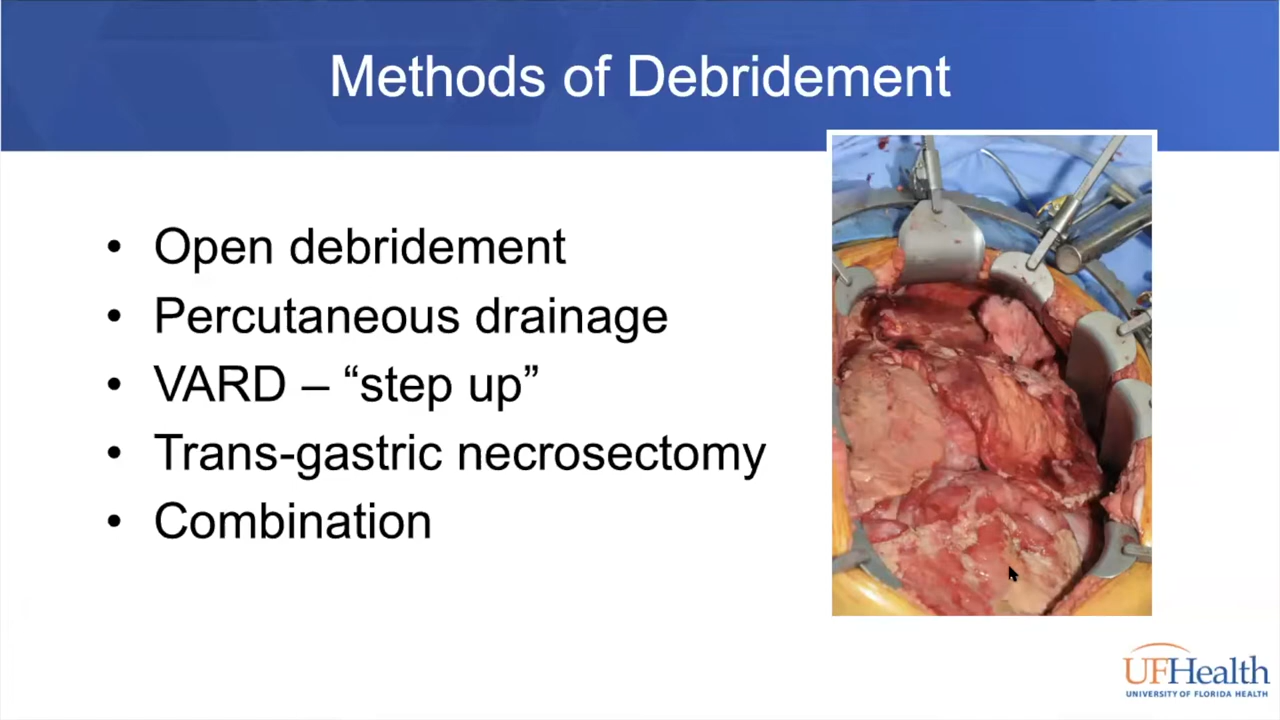 Methods of Debridement
• Open debridement
• Percutaneous drainage
• VARD – “step up”
• Trans-gastric necrosectomy
• Combination
UFHealth
UNIVERSITY OF FLORIDA HEALTH